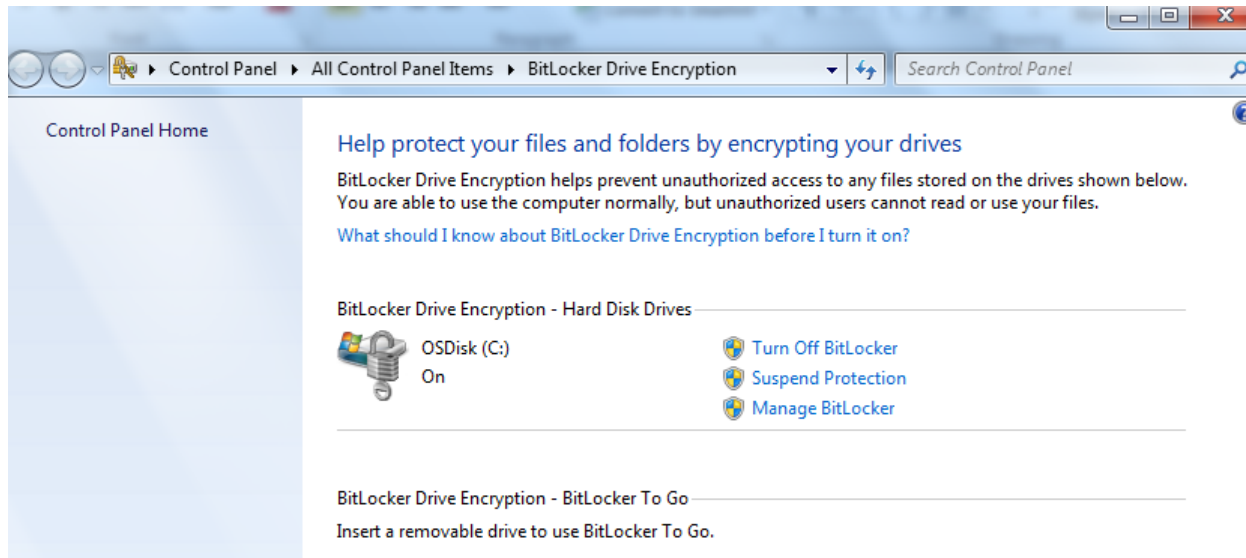 Control Panel ▸ All Control Panel Items ▸ BitLocker Drive Encryption
Search Control Panel
Control Panel Home
Help protect your files and folders by encrypting your drives
BitLocker Drive Encryption helps prevent unauthorized access to any files stored on the drives shown below.
You are able to use the computer normally, but unauthorized users cannot read or use your files.
What should I know about BitLocker Drive Encryption before I turn it on?
BitLocker Drive Encryption - Hard Disk Drives
OSDisk (C:)
On
Turn Off BitLocker
Suspend Protection
Manage BitLocker
BitLocker Drive Encryption - BitLocker To Go
Insert a removable drive to use BitLocker To Go.